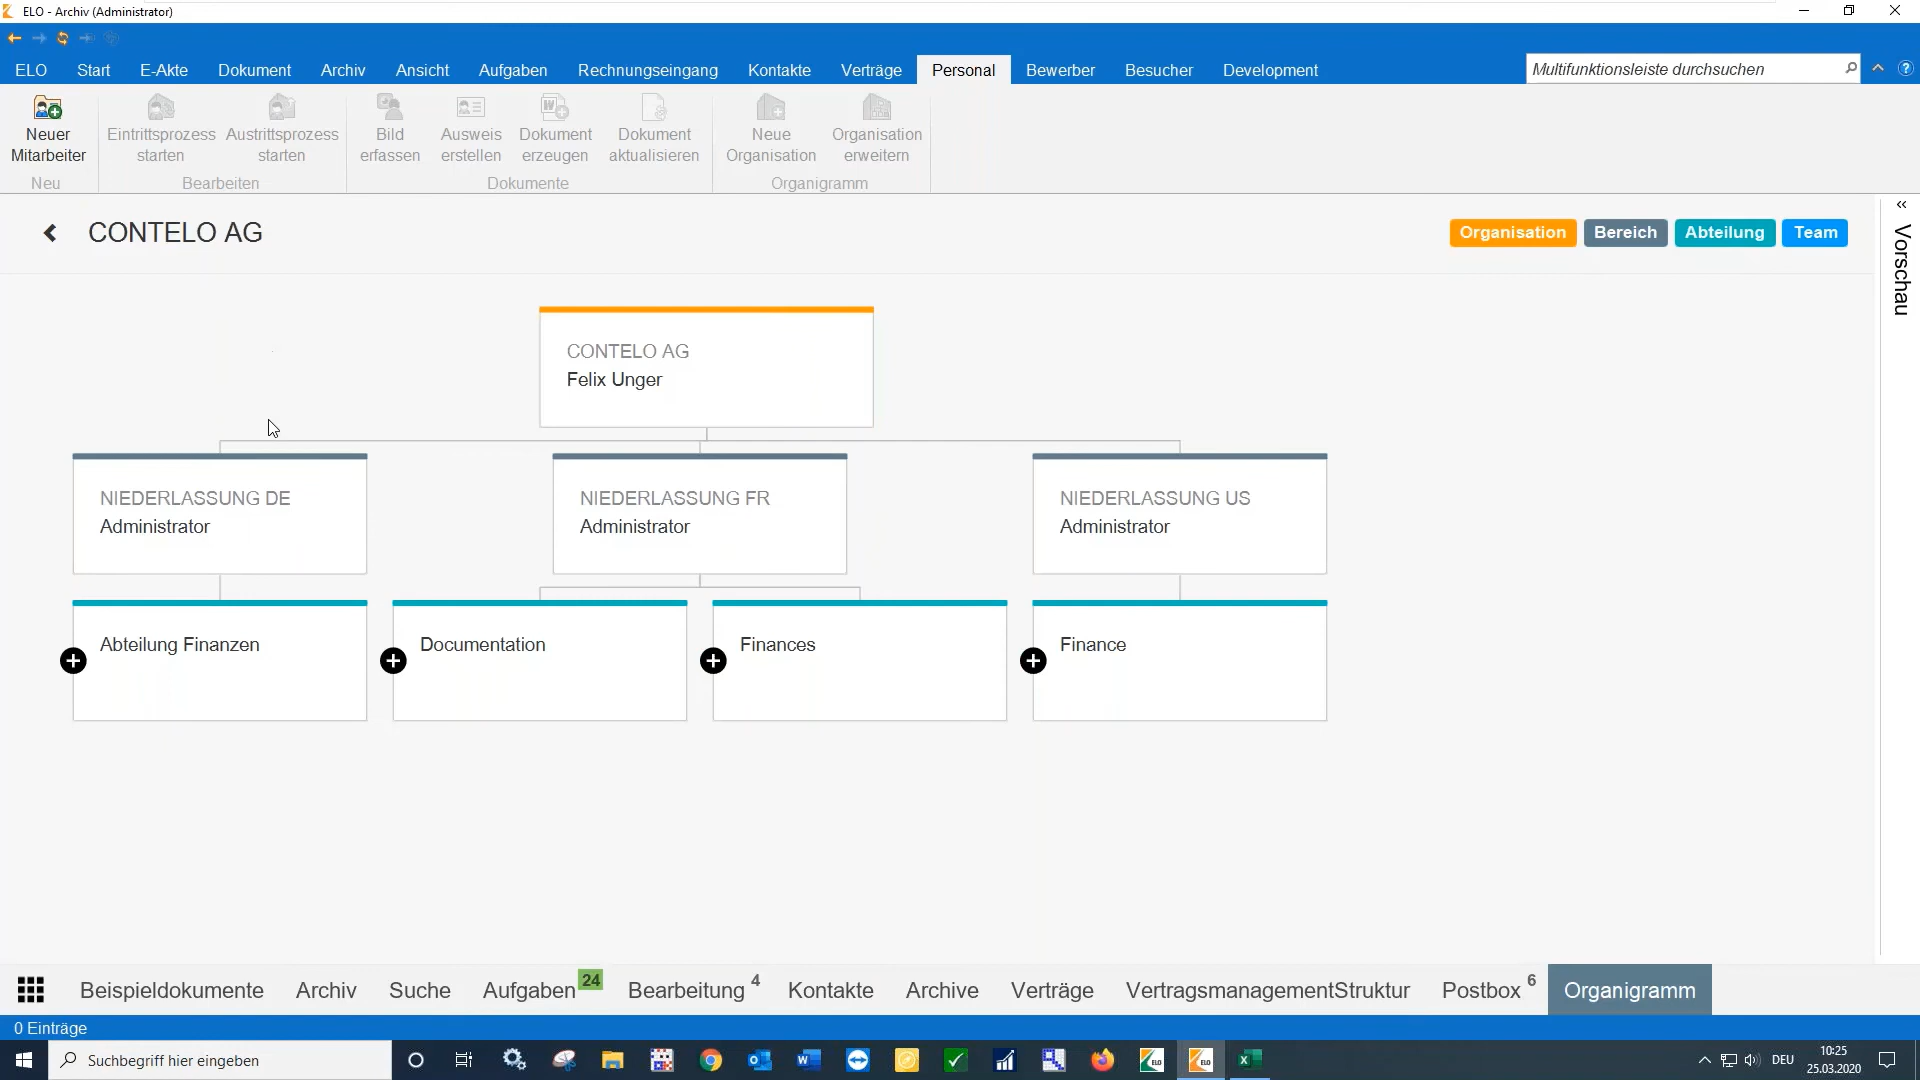 ELO - Archiv (Administrator)
ELO Start E-Akte Dokument Archiv Ansicht Aufgaben Rechnungseingang Kontakte Verträge Personal Bewerber Besucher Development Multifunktionsleiste durchsuchen
Neuer Mitarbeiter
Eintrittsprozess starten
Austrittsprozess starten
Bild erfassen
Ausweis erstellen
Dokument erzeugen
Dokument aktualisieren
Neue Organisation
Organisation erweitern
Neu Bearbeiten Dokumente Organigramm
CONTELO AG
Organisation Bereich Abteilung Team
Vorschau
CONTELO AG
Felix Unger
NIEDERLASSUNG DE
Administrator
NIEDERLASSUNG FR
Administrator
NIEDERLASSUNG US
Administrator
Abteilung Finanzen
Documentation
Finances
Finance
Beispieldokumente Archiv Suche Aufgaben 24 Bearbeitung 4 Kontakte Archive Verträge VertragsmanagementStruktur Postbox 6 Organigramm
0 Einträge
Suchbegriff hier eingeben
DEU
10:25
25.03.2020